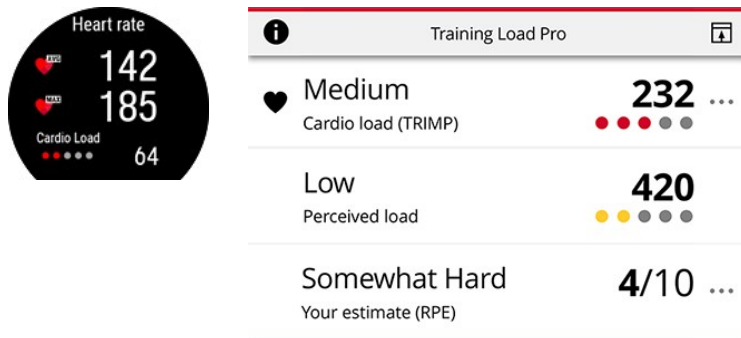 Heart rate
AVG 142
MAX 185
Cardio Load
64
Training Load Pro
Medium 232
Cardio load (TRIMP)
Low 420
Perceived load
Somewhat Hard 4/10
Your estimate (RPE)